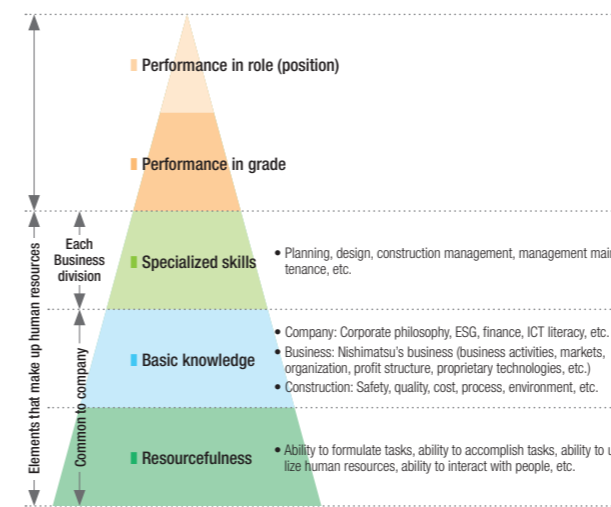 Performance in role (position)
Performance in grade
Elements that make up human resources
Each
Business
division
Specialized skills
• Planning, design, construction management, management main
tenance, etc.
Common to company
Basic knowledge
• Company: Corporate philosophy, ESG, finance, ICT literacy, etc.
• Business: Nishimatsu's business (business activities, markets,
organization, profit structure, proprietary technologies, etc.)
• Construction: Safety, quality, cost, process, environment, etc.
Resourcefulness
• Ability to formulate tasks, ability to accomplish tasks, ability to u
lize human resources, ability to interact with people, etc.